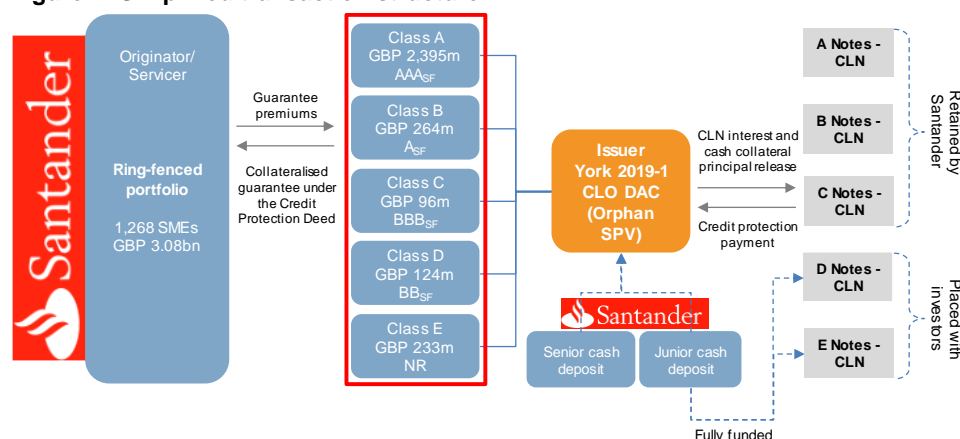 Originator/
Servicer
Ring-fenced
portfolio
1,268 SMEs
GBP 3.08bn
Santander
Guarantee
premiums
Collateralised
guarantee under
the Credit
Protection Deed
Class A
GBP 2,395m
AAASF
Class B
GBP 264m
ASF
Class C
GBP 96m
BBBSF
Class D
GBP 124m
BBSF
Class E
GBP 233m
NR
Issuer
York 2019-1
CLO DAC
(Orphan
SPV)
Santander
Senior cash
deposit
Junior cash
deposit
Fully funded
CLN interest and
cash collateral
principal release
Credit protection
payment
A Notes -
CLN
B Notes -
CLN
C Notes -
CLN
D Notes -
CLN
E Notes -
CLN
Retained by
Santander
Placed with
investors